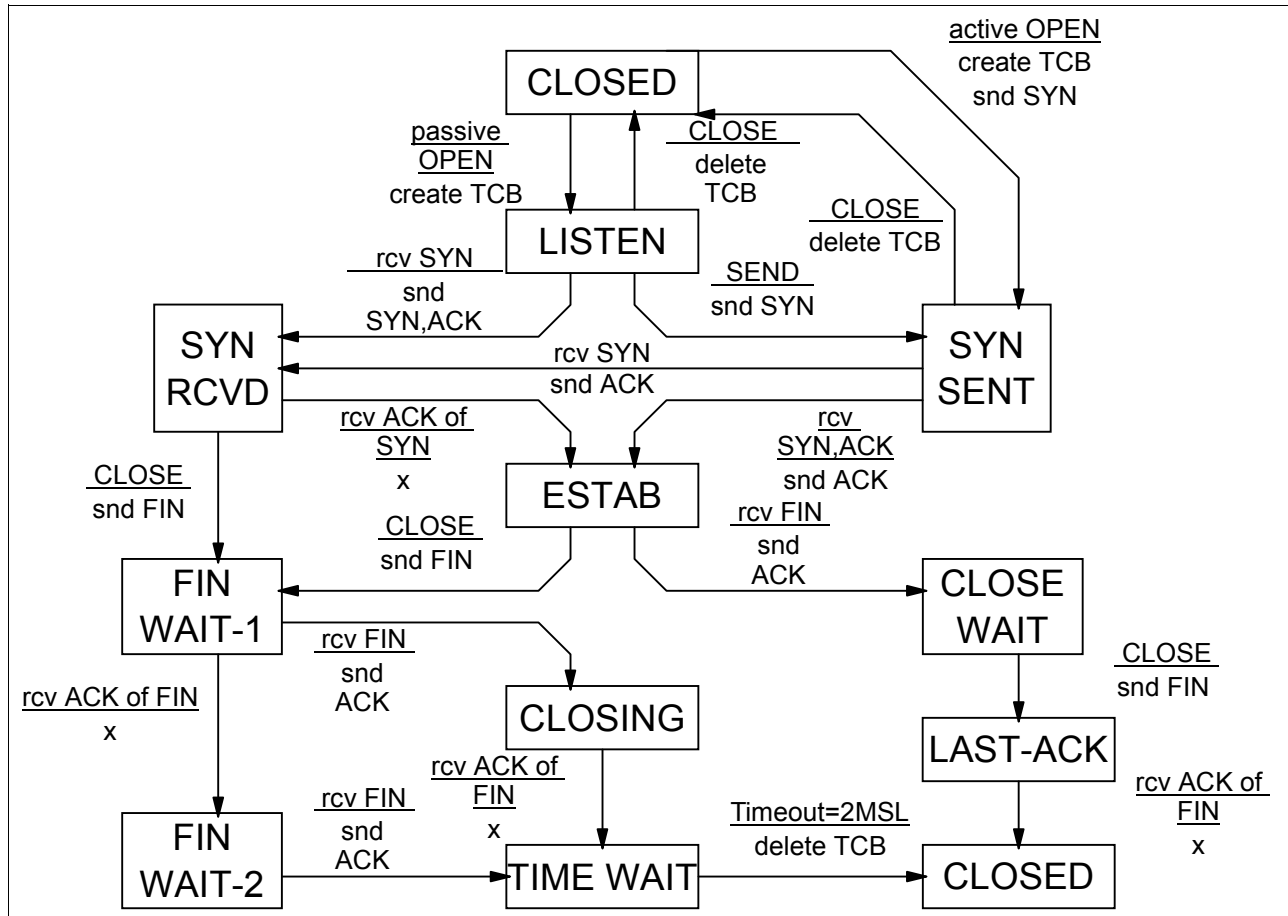 active OPEN
create TCB
snd SYN
CLOSED
passive
OPEN
create TCB
CLOSE
delete
TCB
CLOSE
delete TCB
LISTEN
rcv SYN
snd
SYN,ACK
SEND
snd SYN
SYN
RCVD
rcv SYN
snd ACK
SYN
SENT
rcv ACK of
SYN
x
rcv
SYN,ACK
snd ACK
CLOSE
snd FIN
ESTAB
CLOSE
snd FIN
rcv FIN
snd
ACK
FIN
WAIT-1
CLOSE
WAIT
rcv FIN
snd
ACK
CLOSE
snd FIN
rcv ACK of FIN
x
CLOSING
LAST-ACK
rcv FIN
snd
ACK
rcv ACK of
FIN
x
Timeout=2MSL
delete TCB
rcv ACK of
FIN
x
FIN
WAIT-2
TIME WAIT
CLOSED